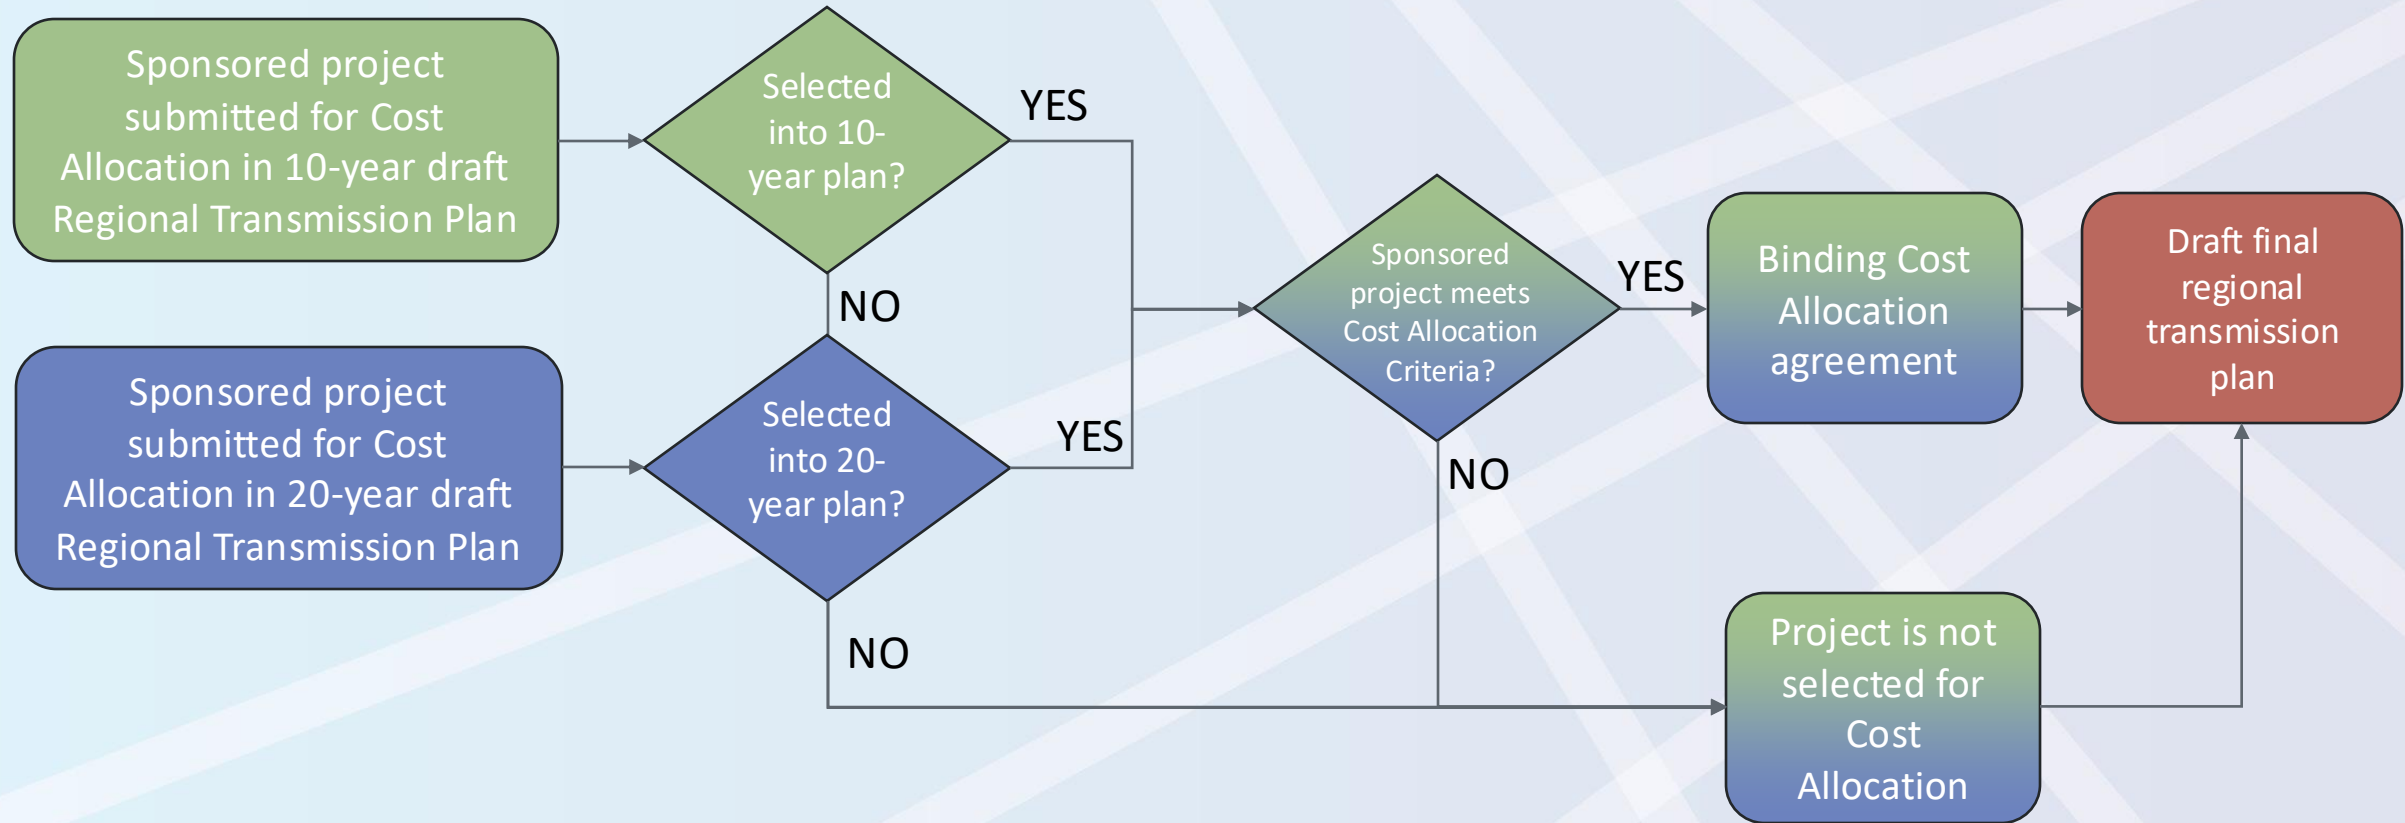 Sponsored project
submitted for Cost
Allocation in 10-year draft
Regional Transmission Plan
Selected
into 10-
year plan?
YES
NO
Sponsored project
submitted for Cost
Allocation in 20-year draft
Regional Transmission Plan
Selected
into 20-
year plan?
YES
NO
Sponsored
project meets
Cost Allocation
Criteria?
YES
NO
Binding Cost
Allocation
agreement
Draft final
regional
transmission
plan
Project is not
selected for
Cost
Allocation